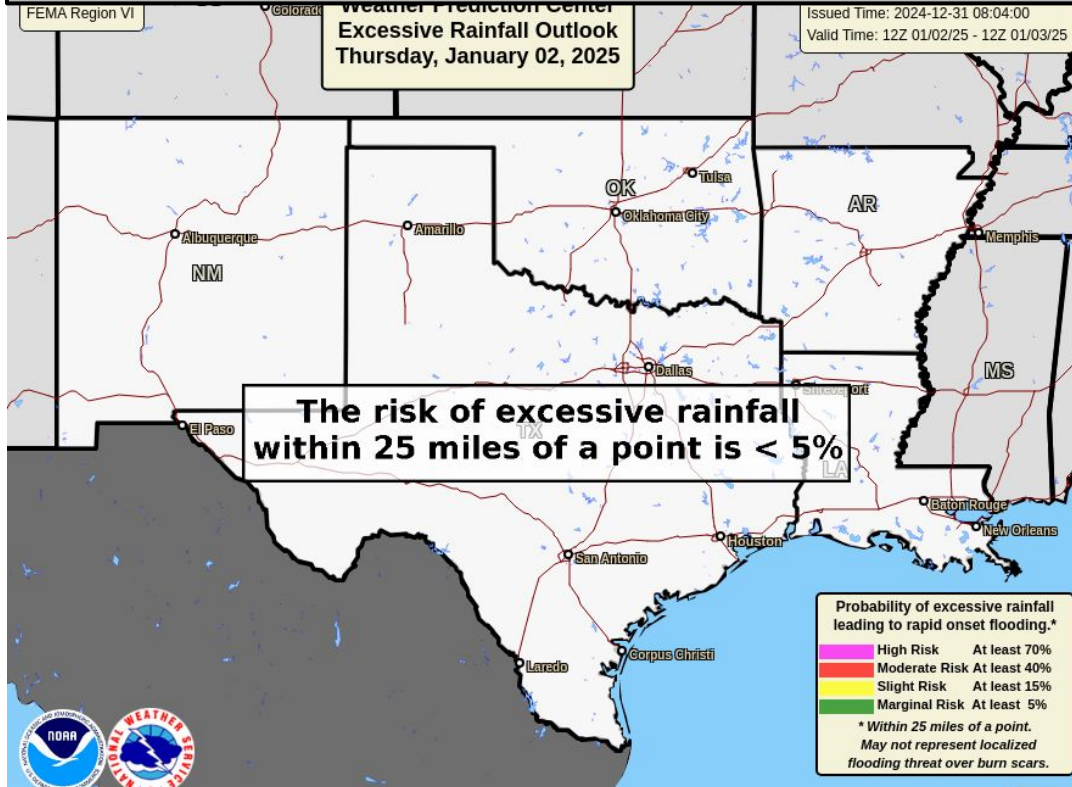 FEMA Region VI
Weather Prediction Center
Excessive Rainfall Outlook
Thursday, January 02, 2025
Issued Time: 2024-12-31 08:04:00
Valid Time: 12Z 01/02/25 - 12Z 01/03/25
Colorado
Tulsa
OK
Oklahoma City
AR
Albuquerque
Amarillo
Memphis
NM
Dallas
MS
Shreveport
The risk of excessive rainfall
within 25 miles of a point is < 5%
El Paso
TX
LA
Baton Rouge
New Orleans
Houston
San Antonio
Corpus Christi
Laredo
Probability of excessive rainfall
leading to rapid onset flooding.*
High Risk At least 70%
Moderate Risk At least 40%
Slight Risk At least 15%
Marginal Risk At least 5%
* Within 25 miles of a point.
May not represent localized
flooding threat over burn scars.
NOAA
NATIONAL WEATHER SERVICE